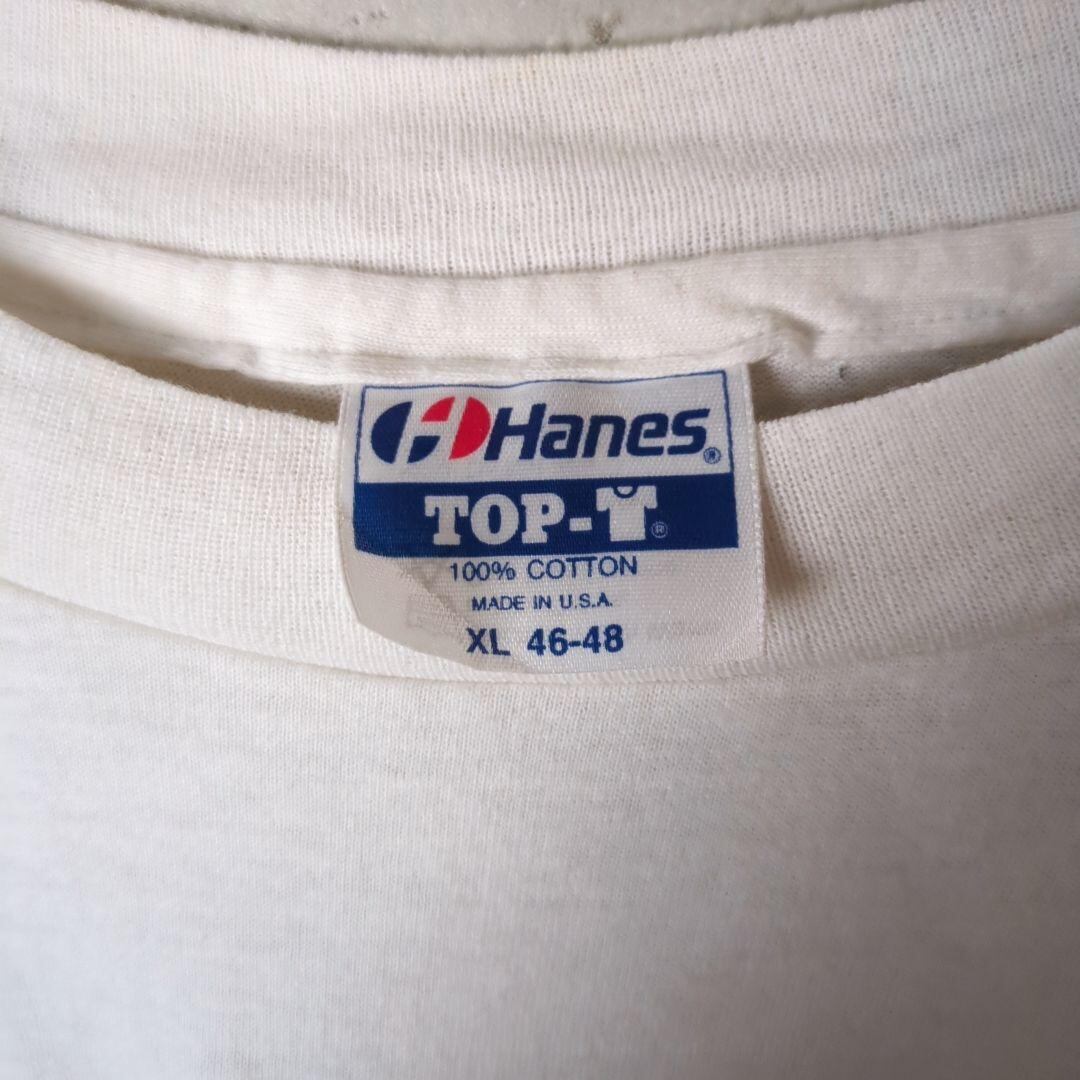 Hanes®
TOP-T®
100% COTTON
MADE IN U.S.A.
XL 46-48